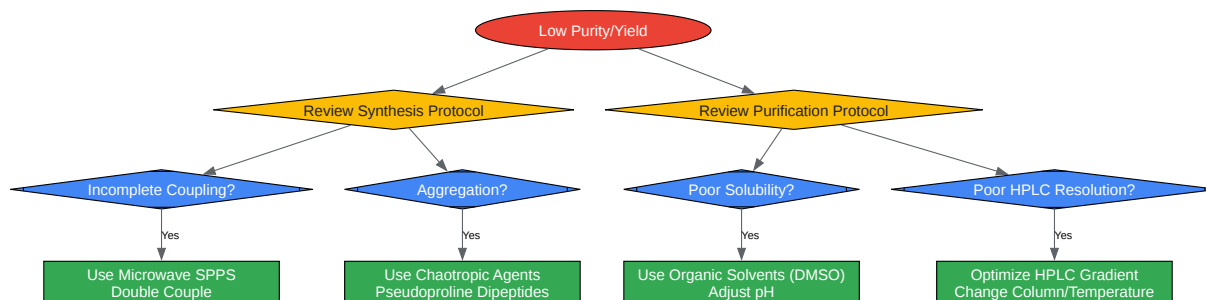 Low Purity/Yield
Review Synthesis Protocol
Review Purification Protocol
Incomplete Coupling?
Aggregation?
Poor Solubility?
Poor HPLC Resolution?
Yes
Yes
Yes
Yes
Use Microwave SPPS
Double Couple
Use Chaotropic Agents
Pseudoproline Dipeptides
Use Organic Solvents (DMSO)
Adjust pH
Optimize HPLC Gradient
Change Column/Temperature